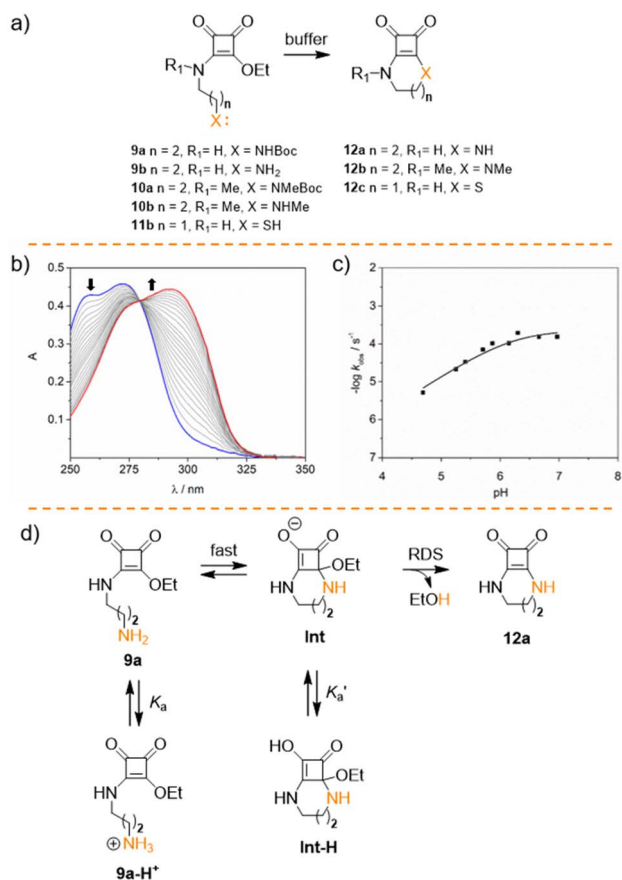 a)
O O
R₁ N OEt
n
X:
buffer
O O
R₁ N X
n
9a n = 2, R₁= H, X = NHBoc
9b n = 2, R₁= H, X = NH₂
10a n = 2, R₁= Me, X = NMeBoc
10b n = 2, R₁= Me, X = NHMe
11b n = 1, R₁= H, X = SH
12a n = 2, R₁= H, X = NH
12b n = 2, R₁= Me, X = NMe
12c n = 1, R₁= H, X = S
b)
0.5
0.4
0.3
0.2
0.1
A
250 275 300 325 350
λ / nm
c)
2
3
4
5
6
7
-log kobs / s⁻¹
4 5 6 7 8
pH
d)
O O
HN OEt
2
NH₂
9a
fast
⊖
O O
OEt
HN NH
2
Int
RDS
EtOH
O O
HN NH
2
12a
Kₐ
Kₐ'
O O
HN OEt
2
⊕NH₃
9a-H⁺
HO O
OEt
HN NH
2
Int-H